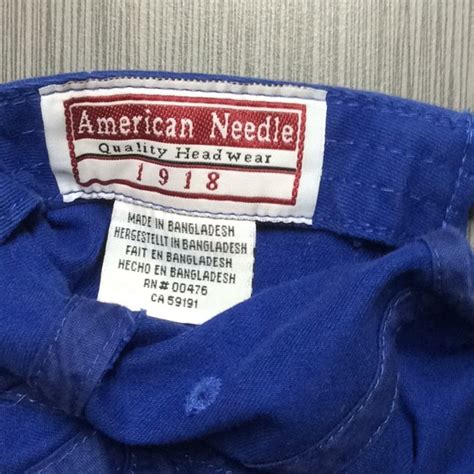 American Needle
Quality HeadWear
1918
MADE IN BANGLADESH
HERGESTELLT IN BANGLADESH
FAIT EN BANGLADESH
HECHO EN BANGLADESH
RN# 00476
CA 59191